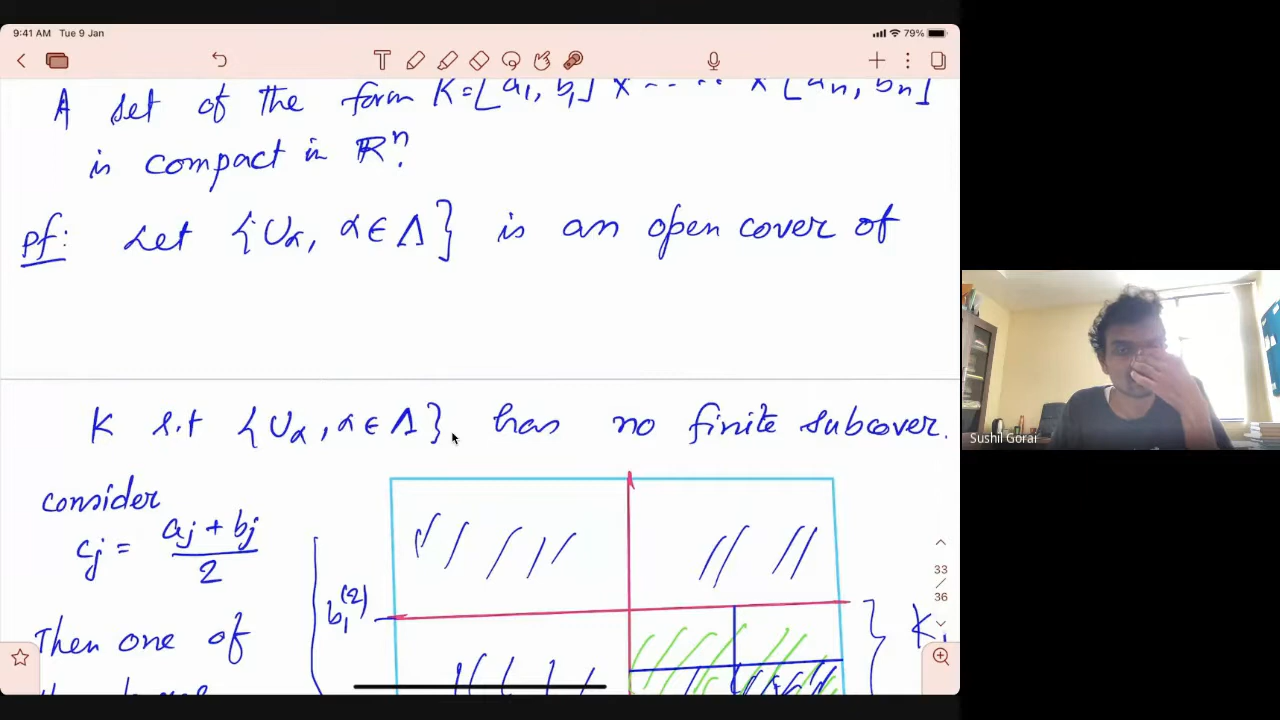 9:41 AM Tue 9 Jan
79%
A set of the form K = [a₁, b₁] × ..... × [aₙ, bₙ]
is compact in ℝⁿ.
Pf: Let {Uα, α ∈ Λ} is an open cover of
K s.t {Uα, α ∈ Λ} has no finite subcover.
consider
cj = aj + bj / 2
Then one of
b₁⁽²⁾
K₁
33 / 36
Sushil Gorai